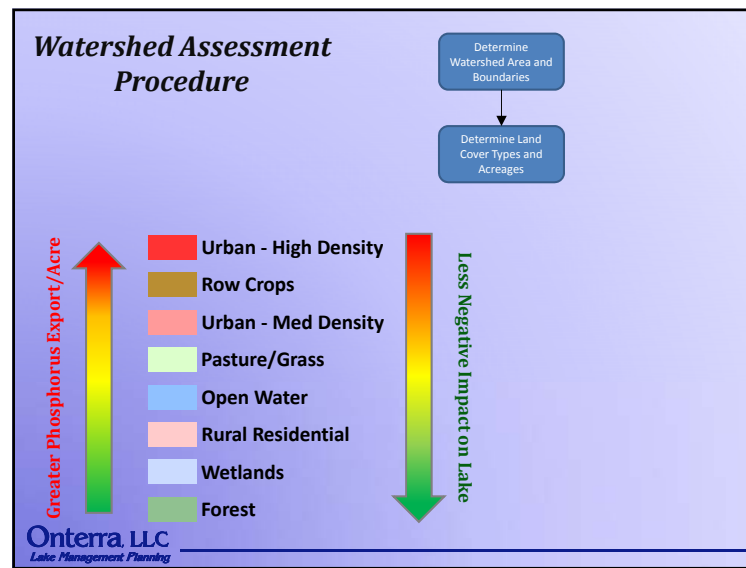 Watershed Assessment
Procedure
Determine
Watershed Area and
Boundaries
Determine Land
Cover Types and
Acreages
Greater Phosphorus Export/Acre
Urban - High Density
Row Crops
Urban - Med Density
Pasture/Grass
Open Water
Rural Residential
Wetlands
Forest
Less Negative Impact on Lake
Onterra, LLC
Lake Management Planning